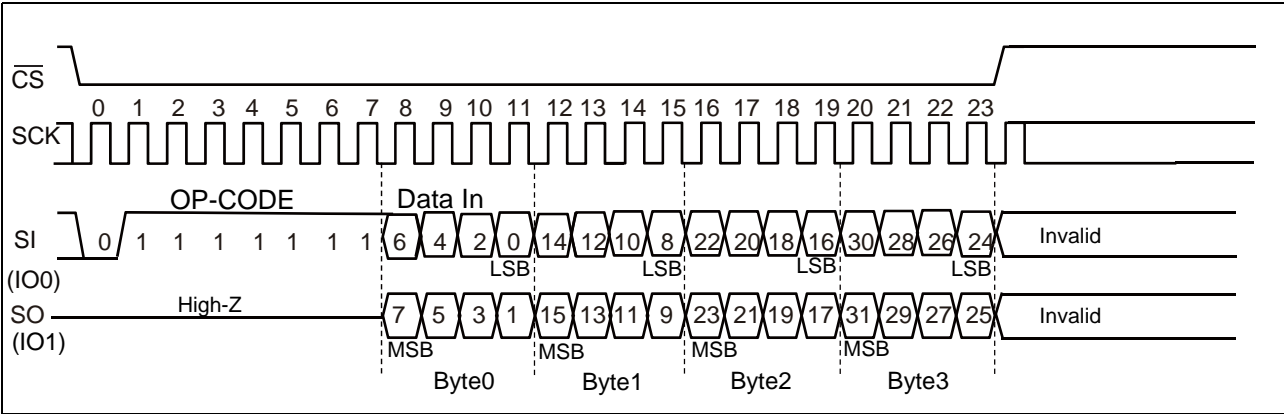 CS
0 1 2 3 4 5 6 7 8 9 10 11 12 13 14 15 16 17 18 19 20 21 22 23
SCK
OP-CODE Data In
SI 0 1 1 1 1 1 1 1 6 4 2 0 14 12 10 8 22 20 18 16 30 28 26 24 Invalid
LSB LSB LSB LSB
(IO0)
High-Z
SO 7 5 3 1 15 13 11 9 23 21 19 17 31 29 27 25 Invalid
(IO1)
MSB MSB MSB MSB
Byte0 Byte1 Byte2 Byte3